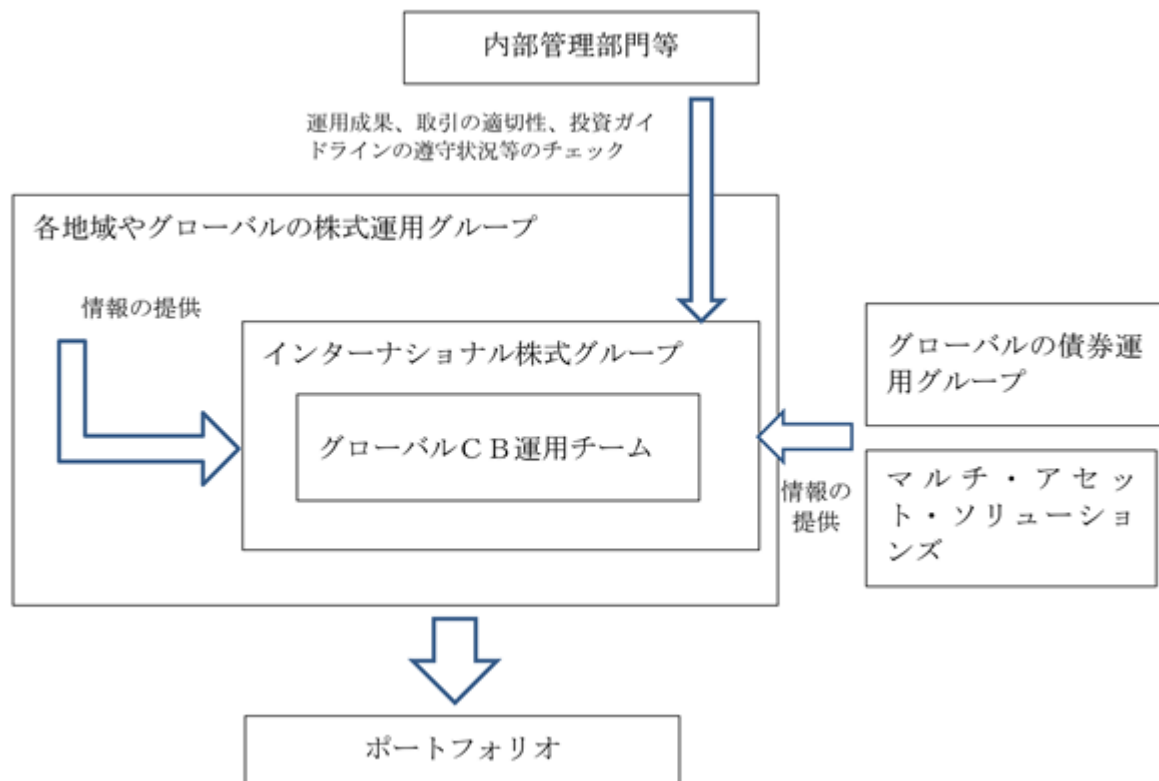 内部管理部門等
運用成果、取引の適切性、投資ガイ
ドラインの遵守状況等のチェック
各地域やグローバルの株式運用グループ
情報の提供
インターナショナル株式グループ
グローバルＣＢ運用チーム
グローバルの債券運
用グループ
情報の
提供
マルチ・アセッ
ト・ソリューショ
ンズ
ポートフォリオ